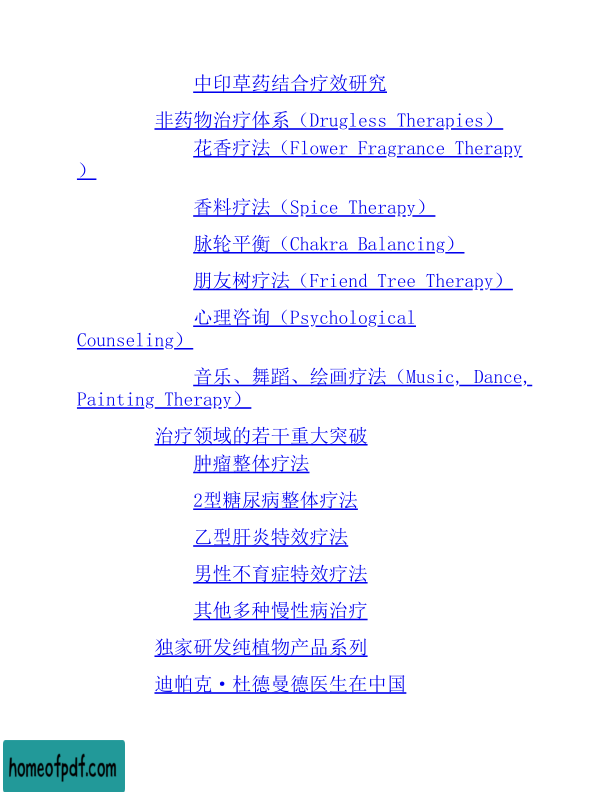 中印草药结合疗效研究
非药物治疗体系（Drugless Therapies）
花香疗法（Flower Fragrance Therapy
）
香料疗法（Spice Therapy）
脉轮平衡（Chakra Balancing）
朋友树疗法（Friend Tree Therapy）
心理咨询（Psychological
Counseling）
音乐、舞蹈、绘画疗法（Music, Dance,
Painting Therapy）
治疗领域的若干重大突破
肿瘤整体疗法
2型糖尿病整体疗法
乙型肝炎特效疗法
男性不育症特效疗法
其他多种慢性病治疗
独家研发纯植物产品系列
迪帕克·杜德曼德医生在中国
homeofpdf.com